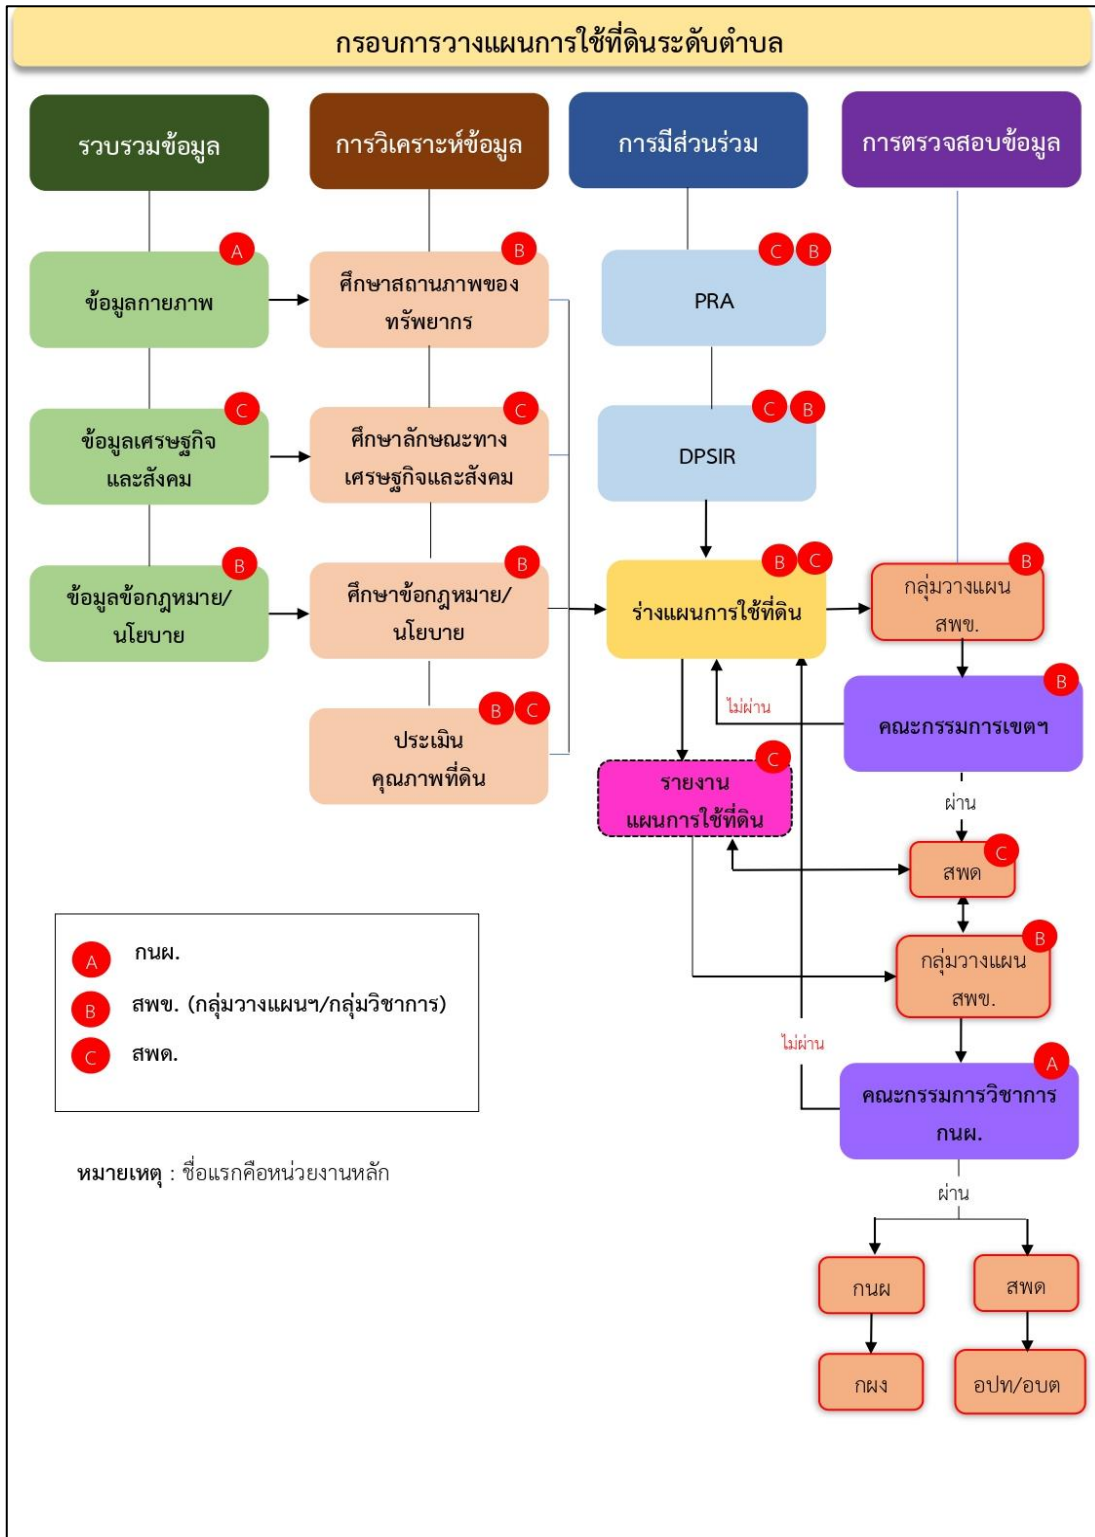 กรอบการวางแผนการใช้ที่ดินระดับตำบล
รวบรวมข้อมูล
การวิเคราะห์ข้อมูล
การมีส่วนร่วม
การตรวจสอบข้อมูล
A
ข้อมูลกายภาพ
B
ศึกษาสถานภาพของ
ทรัพยากร
C B
PRA
C
ข้อมูลเศรษฐกิจ
และสังคม
C
ศึกษาลักษณะทาง
เศรษฐกิจและสังคม
C B
DPSIR
B
ข้อมูลข้อกฎหมาย/
นโยบาย
B
ศึกษาข้อกฎหมาย/
นโยบาย
B C
ร่างแผนการใช้ที่ดิน
B
กลุ่มวางแผน
สพข.
B C
ประเมิน
คุณภาพที่ดิน
ไม่ผ่าน
B
คณะกรรมการเขตฯ
C
รายงาน
แผนการใช้ที่ดิน
ผ่าน
C
สพด
B
กลุ่มวางแผน
สพข.
A กนผ.
B สพข. (กลุ่มวางแผนฯ/กลุ่มวิชาการ)
C สพด.
ไม่ผ่าน
A
คณะกรรมการวิชาการ
กนผ.
หมายเหตุ : ชื่อแรกคือหน่วยงานหลัก
ผ่าน
กนผ
สพด
กผง
อปท/อบต